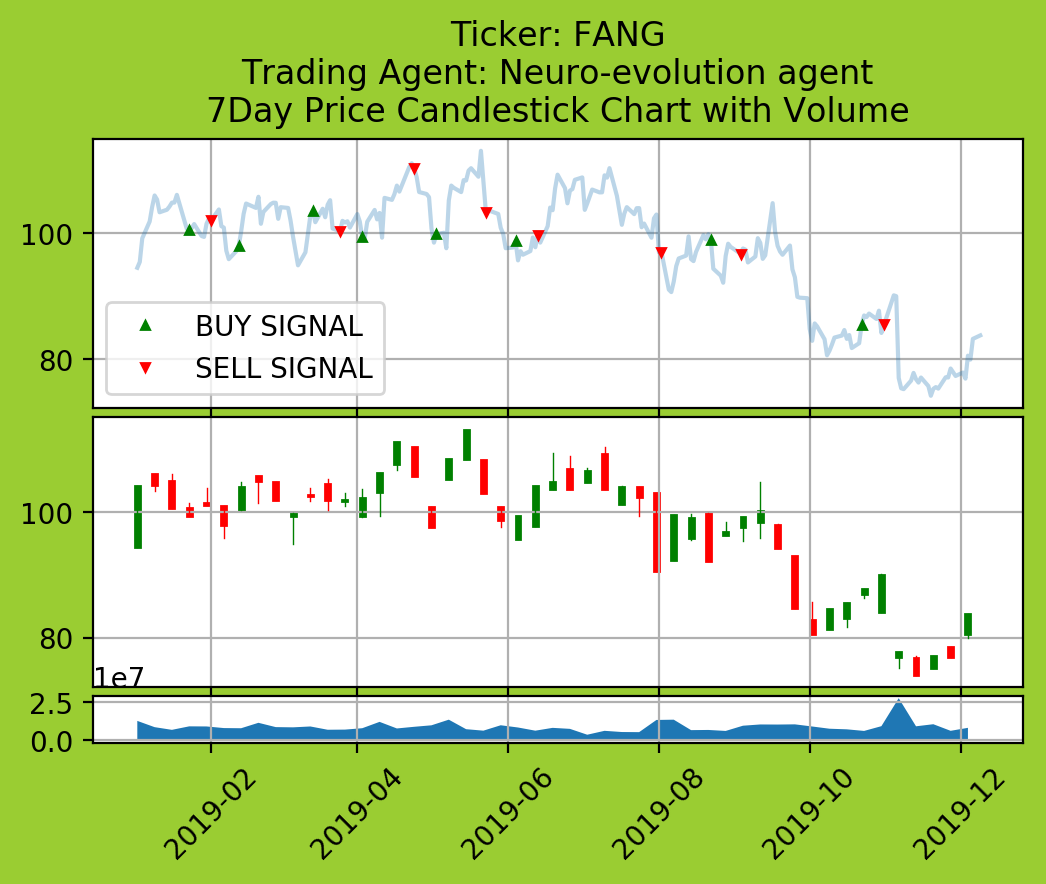 Ticker: FANG
Trading Agent: Neuro-evolution agent
7Day Price Candlestick Chart with Volume
100
80
BUY SIGNAL
SELL SIGNAL
100
80
1e7
2.5
0.0
2019-02
2019-04
2019-06
2019-08
2019-10
2019-12